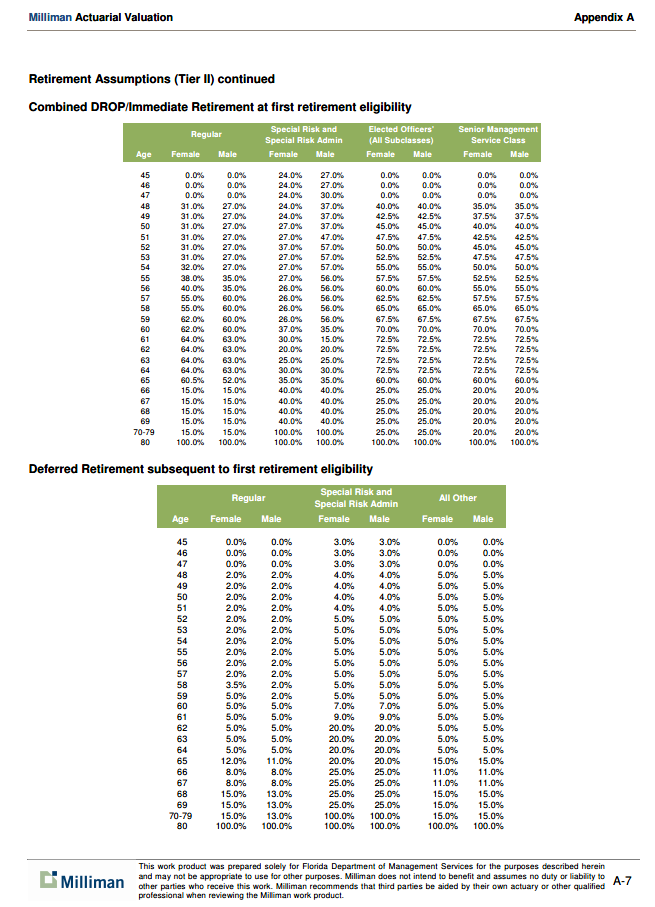 Milliman Actuarial Valuation Appendix A
Retirement Assumptions (Tier II) continued
Combined DROP/Immediate Retirement at first retirement eligibility
Regular Special Risk and Special Risk Admin Elected Officers' (All Subclasses) Senior Management Service Class
Age Female Male Female Male Female Male Female Male
45 0.0% 0.0% 24.0% 27.0% 0.0% 0.0% 0.0% 0.0%
46 0.0% 0.0% 24.0% 27.0% 0.0% 0.0% 0.0% 0.0%
47 0.0% 0.0% 24.0% 30.0% 0.0% 0.0% 0.0% 0.0%
48 31.0% 27.0% 24.0% 37.0% 40.0% 40.0% 35.0% 35.0%
49 31.0% 27.0% 24.0% 37.0% 42.5% 42.5% 37.5% 37.5%
50 31.0% 27.0% 27.0% 37.0% 45.0% 45.0% 40.0% 40.0%
51 31.0% 27.0% 27.0% 47.0% 47.5% 47.5% 42.5% 42.5%
52 31.0% 27.0% 37.0% 57.0% 50.0% 50.0% 45.0% 45.0%
53 31.0% 27.0% 27.0% 57.0% 52.5% 52.5% 47.5% 47.5%
54 32.0% 27.0% 27.0% 57.0% 55.0% 55.0% 50.0% 50.0%
55 38.0% 35.0% 27.0% 56.0% 57.5% 57.5% 52.5% 52.5%
56 40.0% 35.0% 26.0% 56.0% 60.0% 60.0% 55.0% 55.0%
57 55.0% 60.0% 26.0% 56.0% 62.5% 62.5% 57.5% 57.5%
58 55.0% 60.0% 26.0% 56.0% 65.0% 65.0% 65.0% 65.0%
59 62.0% 60.0% 26.0% 56.0% 67.5% 67.5% 67.5% 67.5%
60 62.0% 60.0% 37.0% 35.0% 70.0% 70.0% 70.0% 70.0%
61 64.0% 63.0% 30.0% 15.0% 72.5% 72.5% 72.5% 72.5%
62 64.0% 63.0% 20.0% 20.0% 72.5% 72.5% 72.5% 72.5%
63 64.0% 63.0% 25.0% 25.0% 72.5% 72.5% 72.5% 72.5%
64 64.0% 63.0% 30.0% 30.0% 72.5% 72.5% 72.5% 72.5%
65 60.5% 52.0% 35.0% 35.0% 60.0% 60.0% 60.0% 60.0%
66 15.0% 15.0% 40.0% 40.0% 25.0% 25.0% 20.0% 20.0%
67 15.0% 15.0% 40.0% 40.0% 25.0% 25.0% 20.0% 20.0%
68 15.0% 15.0% 40.0% 40.0% 25.0% 25.0% 20.0% 20.0%
69 15.0% 15.0% 40.0% 40.0% 25.0% 25.0% 20.0% 20.0%
70-79 15.0% 15.0% 100.0% 100.0% 25.0% 25.0% 20.0% 20.0%
80 100.0% 100.0% 100.0% 100.0% 100.0% 100.0% 100.0% 100.0%
Deferred Retirement subsequent to first retirement eligibility
Regular Special Risk and Special Risk Admin All Other
Age Female Male Female Male Female Male
45 0.0% 0.0% 3.0% 3.0% 0.0% 0.0%
46 0.0% 0.0% 3.0% 3.0% 0.0% 0.0%
47 0.0% 0.0% 3.0% 3.0% 0.0% 0.0%
48 2.0% 2.0% 4.0% 4.0% 5.0% 5.0%
49 2.0% 2.0% 4.0% 4.0% 5.0% 5.0%
50 2.0% 2.0% 4.0% 4.0% 5.0% 5.0%
51 2.0% 2.0% 4.0% 4.0% 5.0% 5.0%
52 2.0% 2.0% 5.0% 5.0% 5.0% 5.0%
53 2.0% 2.0% 5.0% 5.0% 5.0% 5.0%
54 2.0% 2.0% 5.0% 5.0% 5.0% 5.0%
55 2.0% 2.0% 5.0% 5.0% 5.0% 5.0%
56 2.0% 2.0% 5.0% 5.0% 5.0% 5.0%
57 2.0% 2.0% 5.0% 5.0% 5.0% 5.0%
58 3.5% 2.0% 5.0% 5.0% 5.0% 5.0%
59 5.0% 2.0% 5.0% 5.0% 5.0% 5.0%
60 5.0% 5.0% 7.0% 7.0% 5.0% 5.0%
61 5.0% 5.0% 9.0% 9.0% 5.0% 5.0%
62 5.0% 5.0% 20.0% 20.0% 5.0% 5.0%
63 5.0% 5.0% 20.0% 20.0% 5.0% 5.0%
64 5.0% 5.0% 20.0% 20.0% 5.0% 5.0%
65 12.0% 11.0% 20.0% 20.0% 15.0% 15.0%
66 8.0% 8.0% 25.0% 25.0% 11.0% 11.0%
67 8.0% 8.0% 25.0% 25.0% 11.0% 11.0%
68 15.0% 13.0% 25.0% 25.0% 15.0% 15.0%
69 15.0% 13.0% 25.0% 25.0% 15.0% 15.0%
70-79 15.0% 13.0% 100.0% 100.0% 15.0% 15.0%
80 100.0% 100.0% 100.0% 100.0% 100.0% 100.0%
This work product was prepared solely for Florida Department of Management Services for the purposes described herein
and may not be appropriate to use for other purposes. Milliman does not intend to benefit and assumes no duty or liability to
other parties who receive this work. Milliman recommends that third parties be aided by their own actuary or other qualified
professional when reviewing the Milliman work product.
Milliman
A-7